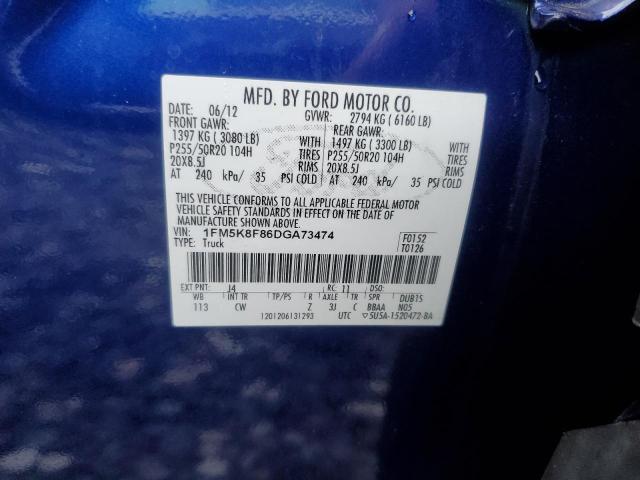 MFD. BY FORD MOTOR CO.
DATE: 06/12 GVWR: 2794 KG ( 6160 LB)
FRONT GAWR: REAR GAWR:
1397 KG ( 3080 LB) WITH 1497 KG ( 3300 LB) WITH
P255/50R20 104H TIRES P255/50R20 104H TIRES
20X8.5J RIMS 20X8.5J RIMS
AT 240 kPa/ 35 PSI COLD AT 240 kPa/ 35 PSI COLD
THIS VEHICLE CONFORMS TO ALL APPLICABLE FEDERAL MOTOR
VEHICLE SAFETY STANDARDS IN EFFECT ON THE DATE OF
MANUFACTURE SHOWN ABOVE.
VIN: 1FM5K8F86DGA73474 F0152
TYPE: Truck T0126
EXT PNT: J4 RC: 11 DSO:
WB INT TR TP/PS R AXLE TR SPR DUB1S
113 CW Z 3J C BBAA N05
1201206131293 UTC 5U5A-1520472-BA